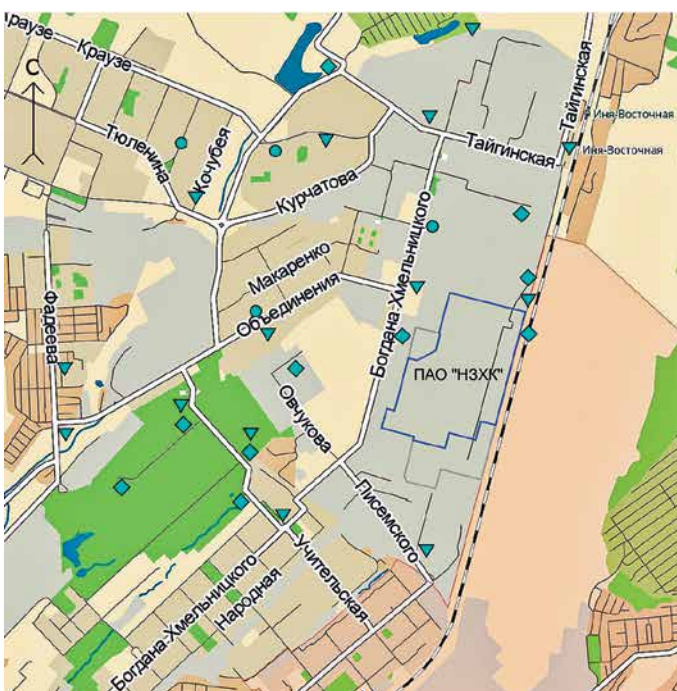 Краузе
Краузе
С
Тайгинская
Иня-Восточная
Тюленина
Кочубея
Тайгинская
Иня-Восточная
Курчатова
Богдана Хмельницкого
Макаренко
Объединения
Фадеева
ПАО "НЗХК"
Овчукова
Писемского
Учительская
Богдана Хмельницкого
Народная